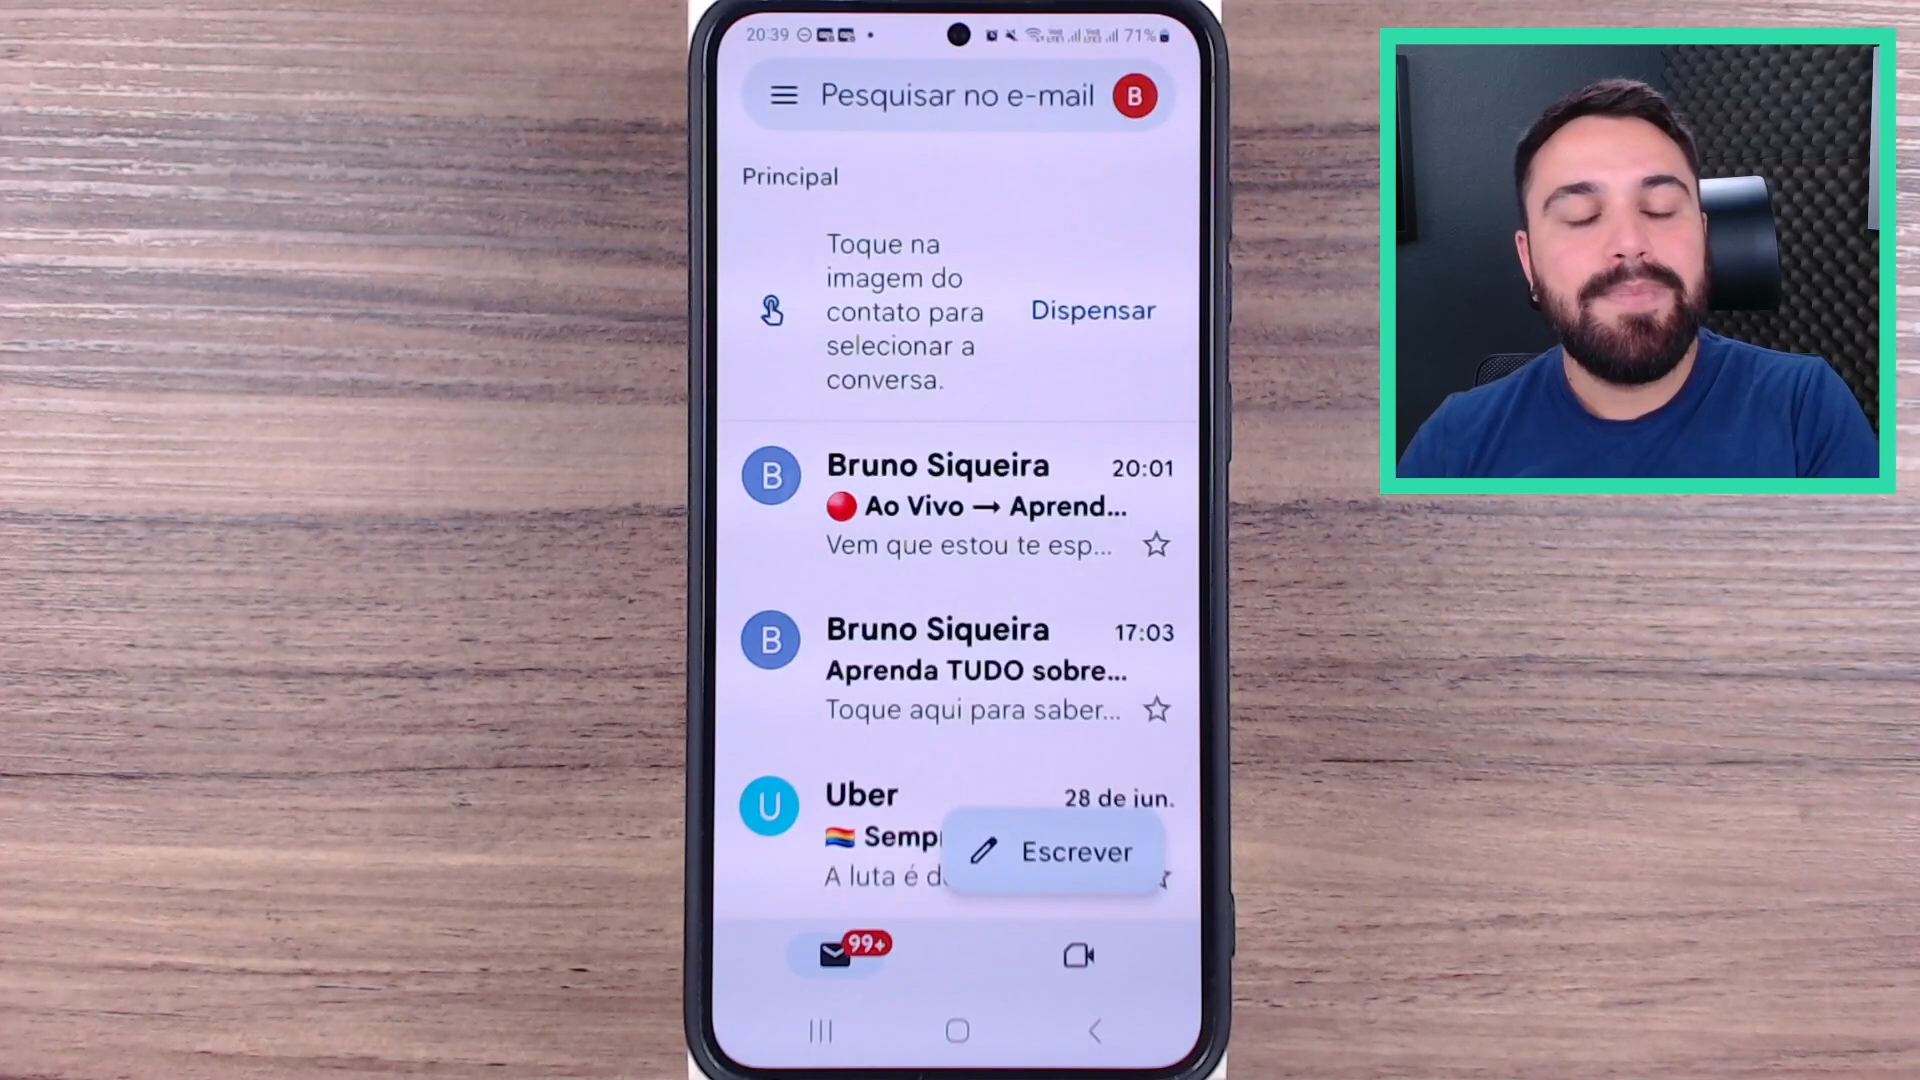 20:39
71%
Pesquisar no e-mail
B
Principal
Toque na
imagem do
contato para
selecionar a
conversa.
Dispensar
B
Bruno Siqueira 20:01
Ao Vivo → Aprend...
Vem que estou te esp...
B
Bruno Siqueira 17:03
Aprenda TUDO sobre...
Toque aqui para saber...
U
Uber 28 de jun.
Semp
A luta é d
Escrever
99+